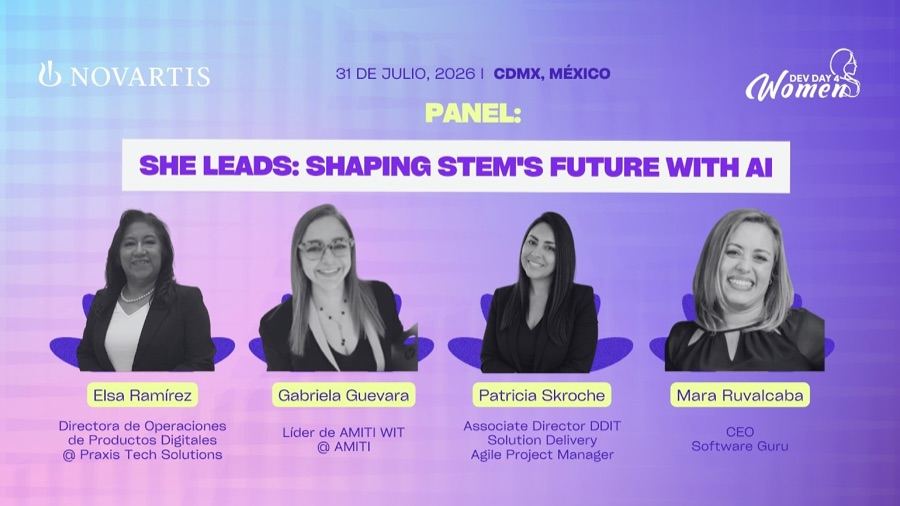 NOVARTIS
31 DE JULIO, 2026 | CDMX, MÉXICO
DEV DAY 4
Women
PANEL:
SHE LEADS: SHAPING STEM'S FUTURE WITH AI
Elsa Ramírez
Directora de Operaciones
de Productos Digitales
@ Praxis Tech Solutions
Gabriela Guevara
Líder de AMITI WIT
@ AMITI
Patricia Skroche
Associate Director DDIT
Solution Delivery
Agile Project Manager
Mara Ruvalcaba
CEO
Software Guru